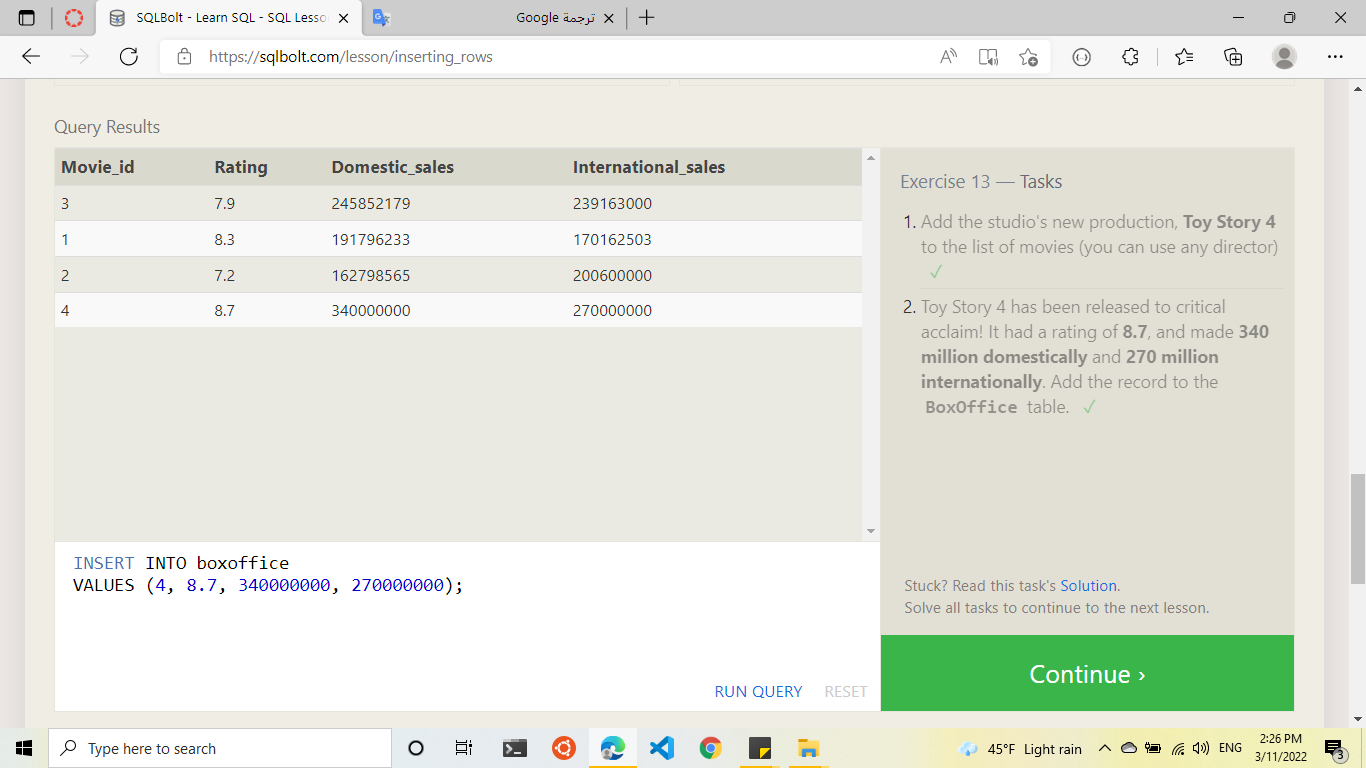 SQLBolt - Learn SQL - SQL Lesso
ترجمة Google
https://sqlbolt.com/lesson/inserting_rows
Query Results
Movie_id Rating Domestic_sales International_sales
3 7.9 245852179 239163000
1 8.3 191796233 170162503
2 7.2 162798565 200600000
4 8.7 340000000 270000000
Exercise 13 — Tasks
1. Add the studio's new production, Toy Story 4
to the list of movies (you can use any director)
✓
2. Toy Story 4 has been released to critical
acclaim! It had a rating of 8.7, and made 340
million domestically and 270 million
internationally. Add the record to the
BoxOffice table. ✓
INSERT INTO boxoffice
VALUES (4, 8.7, 340000000, 270000000);
RUN QUERY RESET
Stuck? Read this task's Solution.
Solve all tasks to continue to the next lesson.
Continue ›
Type here to search
45°F Light rain
ENG
2:26 PM
3/11/2022
3